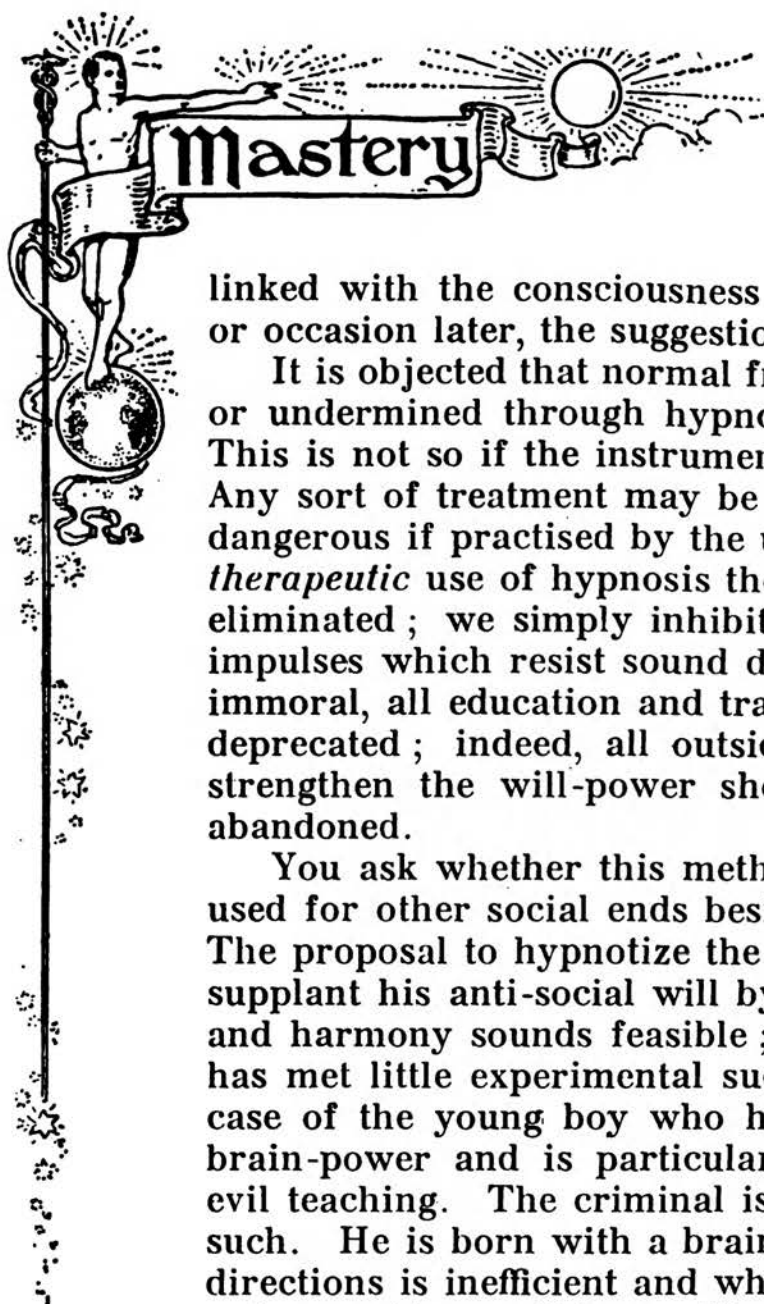 Mastery
linked with the consciousness
or occasion later, the suggestio
It is objected that normal fr
or undermined through hypno
This is not so if the instrumen
Any sort of treatment may be
dangerous if practised by the u
therapeutic use of hypnosis the
eliminated ; we simply inhibit
impulses which resist sound d
immoral, all education and tra
deprecated ; indeed, all outsi
strengthen the will-power sh
abandoned.
You ask whether this meth
used for other social ends bes
The proposal to hypnotize the
supplant his anti-social will by
and harmony sounds feasible ;
has met little experimental su
case of the young boy who h
brain-power and is particular
evil teaching. The criminal is
such. He is born with a brain
directions is inefficient and wh